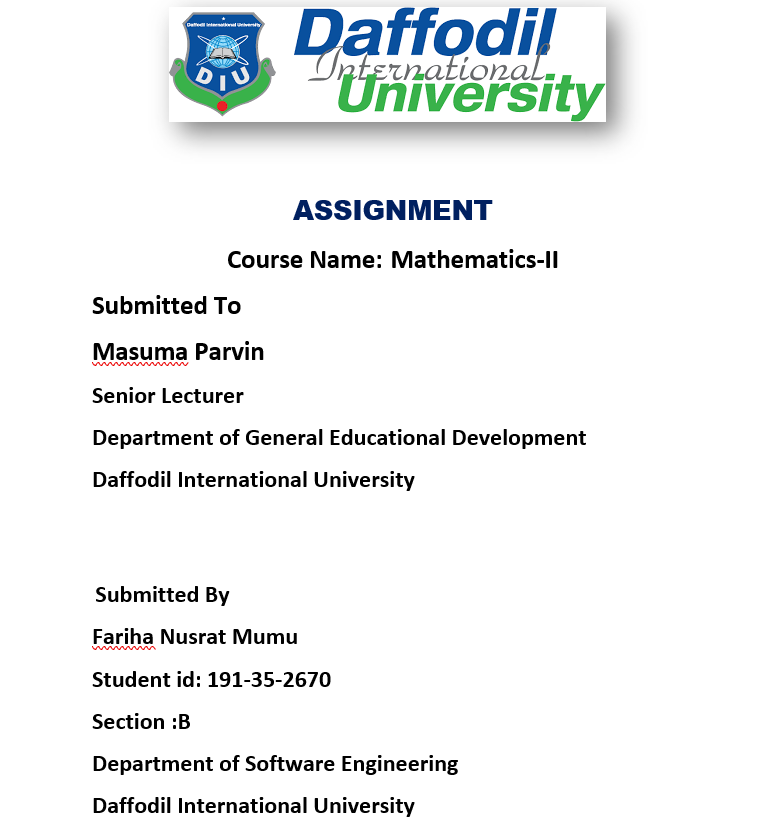 Daffodil International University
DIU
Daffodil
International
University
ASSIGNMENT
Course Name: Mathematics-II
Submitted To
Masuma Parvin
Senior Lecturer
Department of General Educational Development
Daffodil International University
Submitted By
Fariha Nusrat Mumu
Student id: 191-35-2670
Section :B
Department of Software Engineering
Daffodil International University